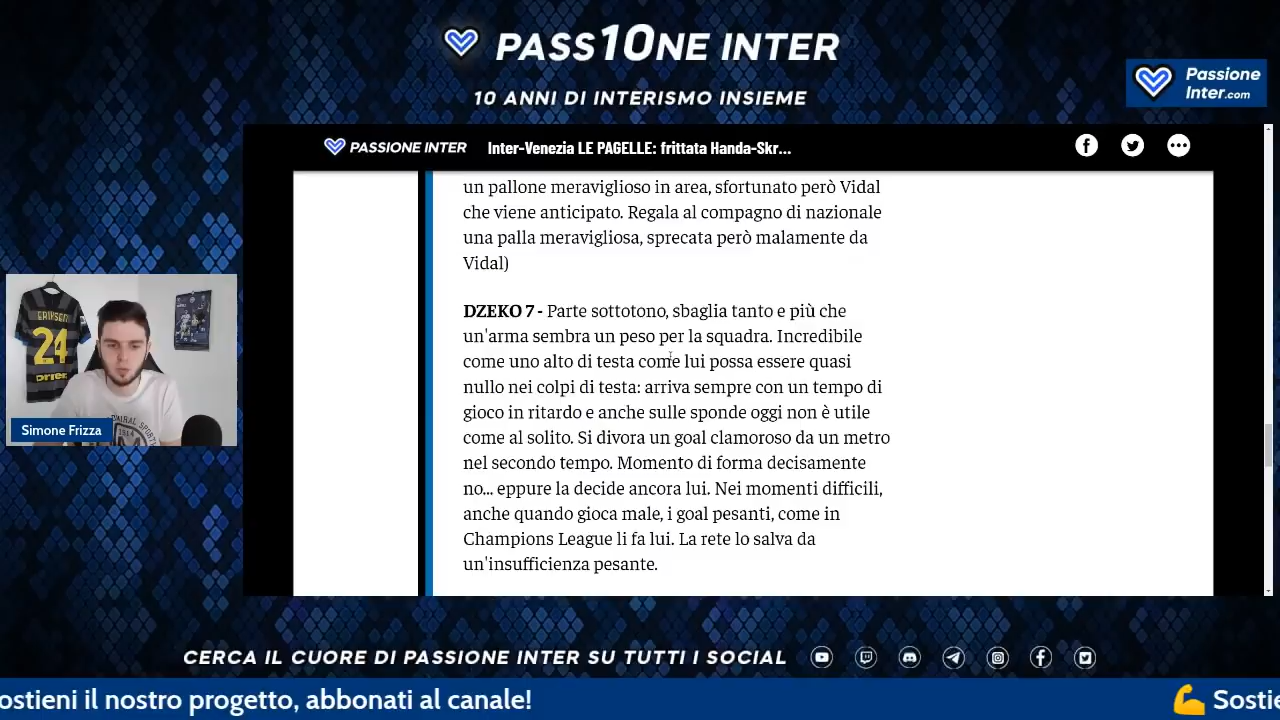 PASS10NE INTER
10 ANNI DI INTERISMO INSIEME
Passione
Inter.com
PASSIONE INTER
Inter-Venezia LE PAGELLE: frittata Handa-Skr...
un pallone meraviglioso in area, sfortunato però Vidal
che viene anticipato. Regala al compagno di nazionale
una palla meravigliosa, sprecata però malamente da
Vidal)
DZEKO 7 - Parte sottotono, sbaglia tanto e più che
un'arma sembra un peso per la squadra. Incredibile
come uno alto di testa come lui possa essere quasi
nullo nei colpi di testa: arriva sempre con un tempo di
gioco in ritardo e anche sulle sponde oggi non è utile
come al solito. Si divora un goal clamoroso da un metro
nel secondo tempo. Momento di forma decisamente
no... eppure la decide ancora lui. Nei momenti difficili,
anche quando gioca male, i goal pesanti, come in
Champions League li fa lui. La rete lo salva da
un'insufficienza pesante.
ERIKSEN
24
DRIVER
1914
Simone Frizza
CERCA IL CUORE DI PASSIONE INTER SU TUTTI I SOCIAL
ostieni il nostro progetto, abbonati al canale!
💪 Sostie